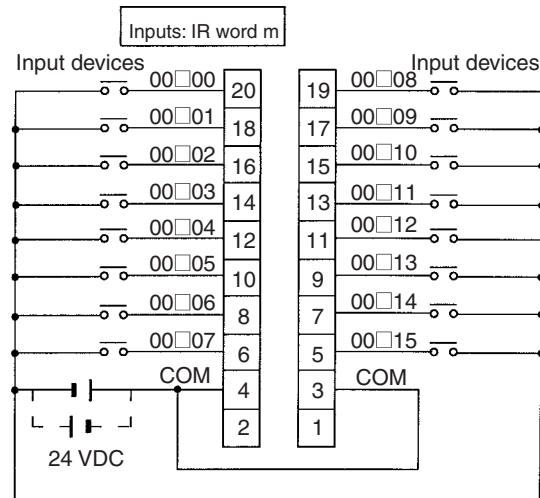 Inputs: IR word m
Input devices Input devices
00□00 20 19 00□08
00□01 18 17 00□09
00□02 16 15 00□10
00□03 14 13 00□11
00□04 12 11 00□12
00□05 10 9 00□13
00□06 8 7 00□14
00□07 6 5 00□15
COM 4 3 COM
2 1
24 VDC